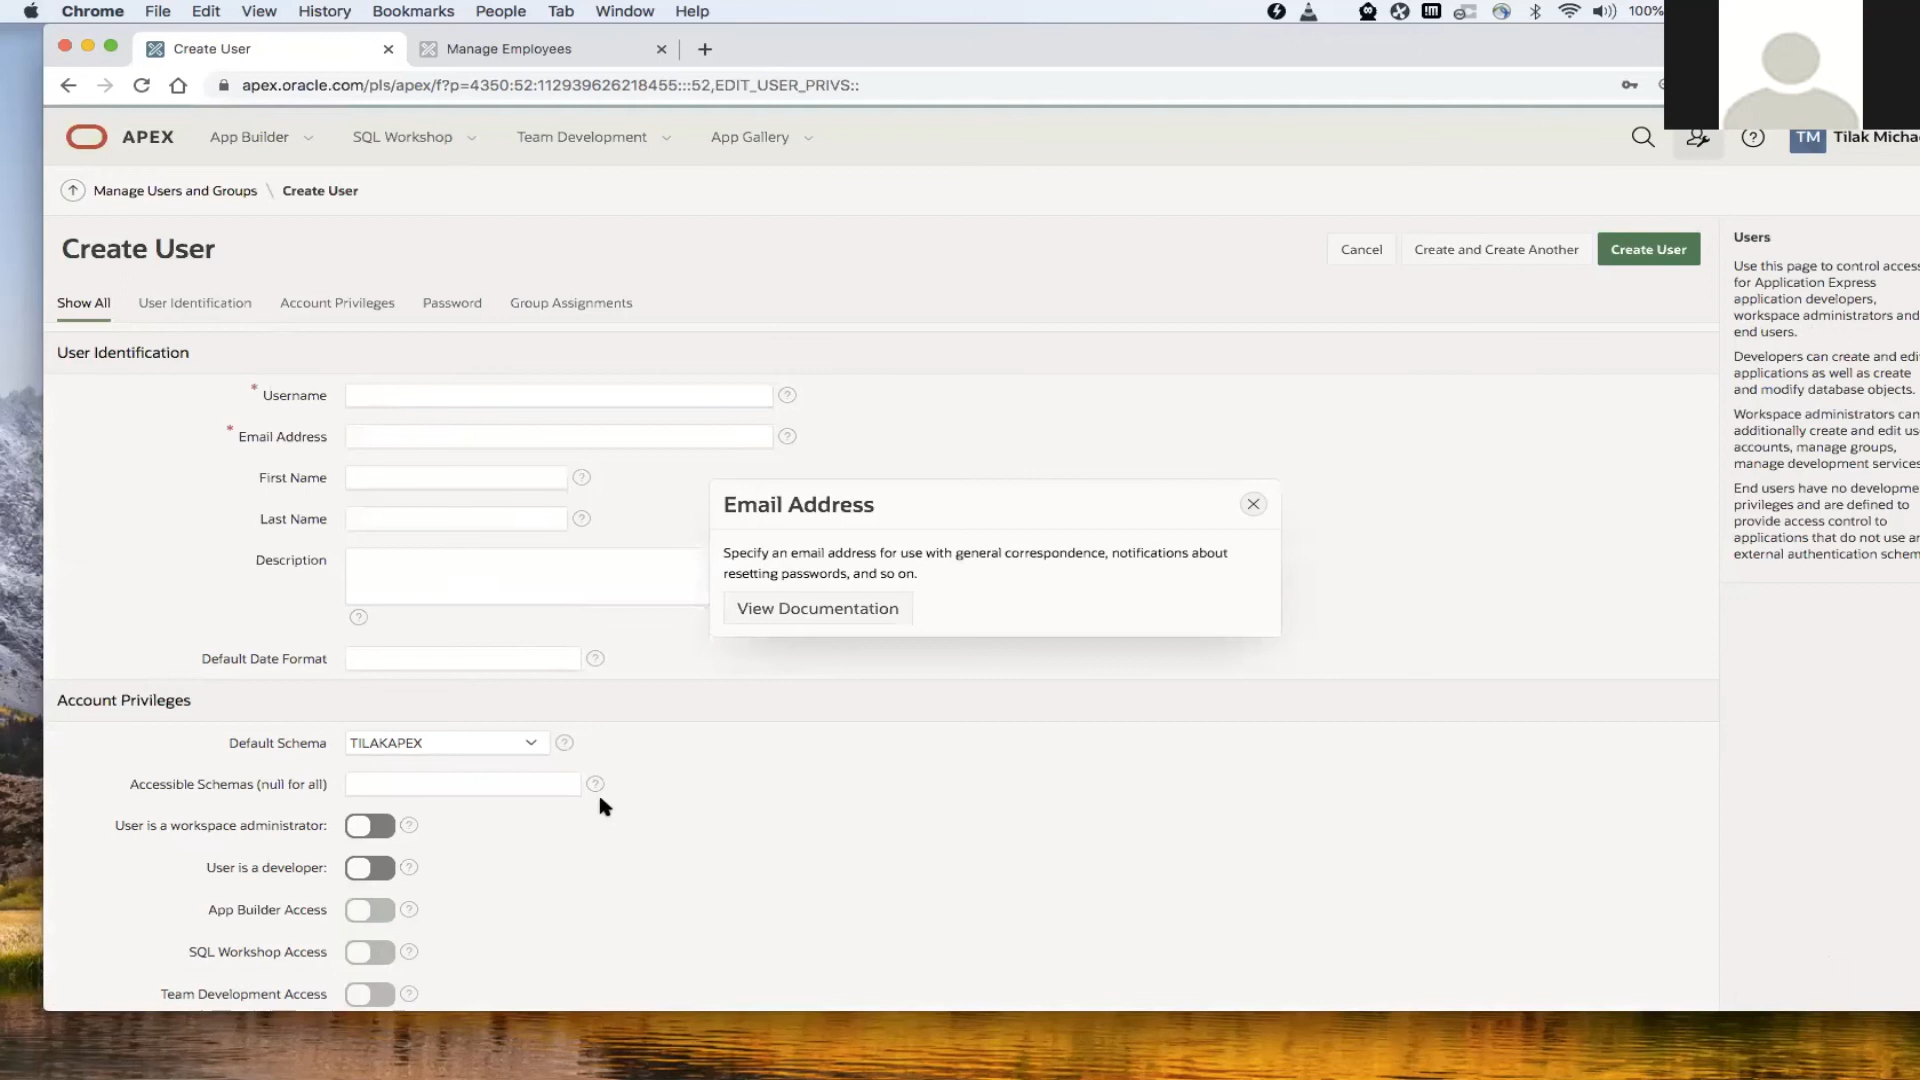 Chrome File Edit View History Bookmarks People Tab Window Help 100%
Create User
Manage Employees
apex.oracle.com/pls/apex/f?p=4350:52:112939626218455:::52,EDIT_USER_PRIVS::
APEX App Builder SQL Workshop Team Development App Gallery
TM Tilak Michae
Manage Users and Groups \ Create User
Create User
Cancel Create and Create Another Create User
Show All User Identification Account Privileges Password Group Assignments
User Identification
* Username ?
* Email Address ?
First Name ?
Last Name ?
Description
?
Default Date Format ?
Email Address
Specify an email address for use with general correspondence, notifications about
resetting passwords, and so on.
View Documentation
Account Privileges
Default Schema TILAKAPEX ?
Accessible Schemas (null for all) ?
User is a workspace administrator: ?
User is a developer: ?
App Builder Access ?
SQL Workshop Access ?
Team Development Access ?
Users
Use this page to control access
for Application Express
application developers,
workspace administrators and
end users.
Developers can create and edi
applications as well as create
and modify database objects.
Workspace administrators can
additionally create and edit us
accounts, manage groups,
manage development services
End users have no developme
privileges and are defined to
provide access control to
applications that do not use ar
external authentication schem